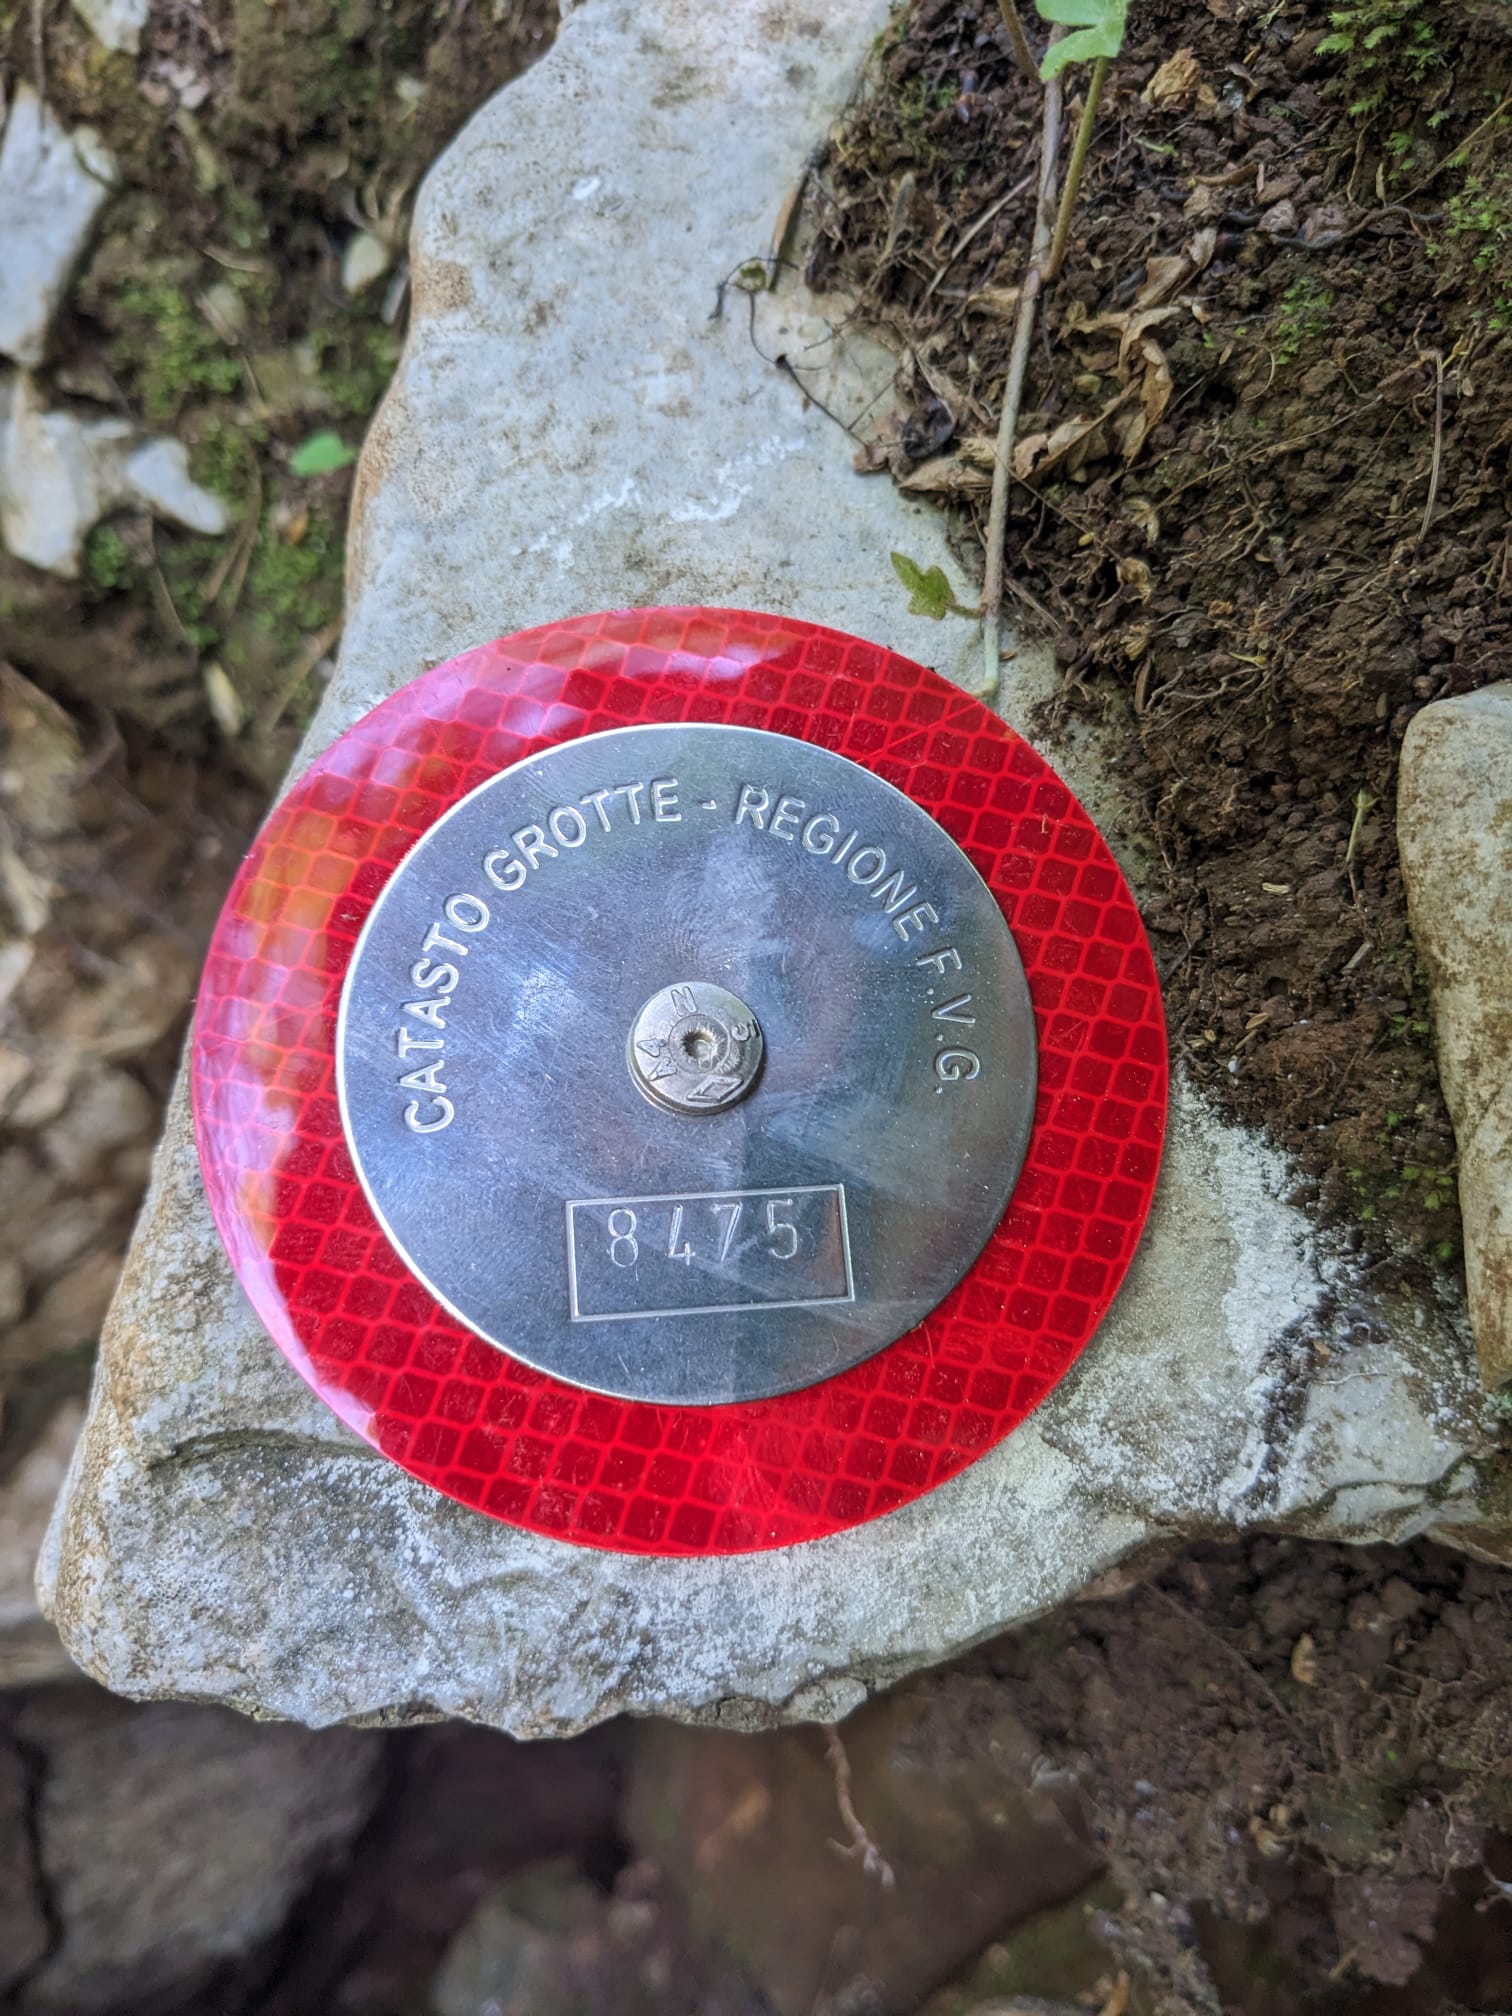 CATASTO GROTTE - REGIONE F.V.G.
8475